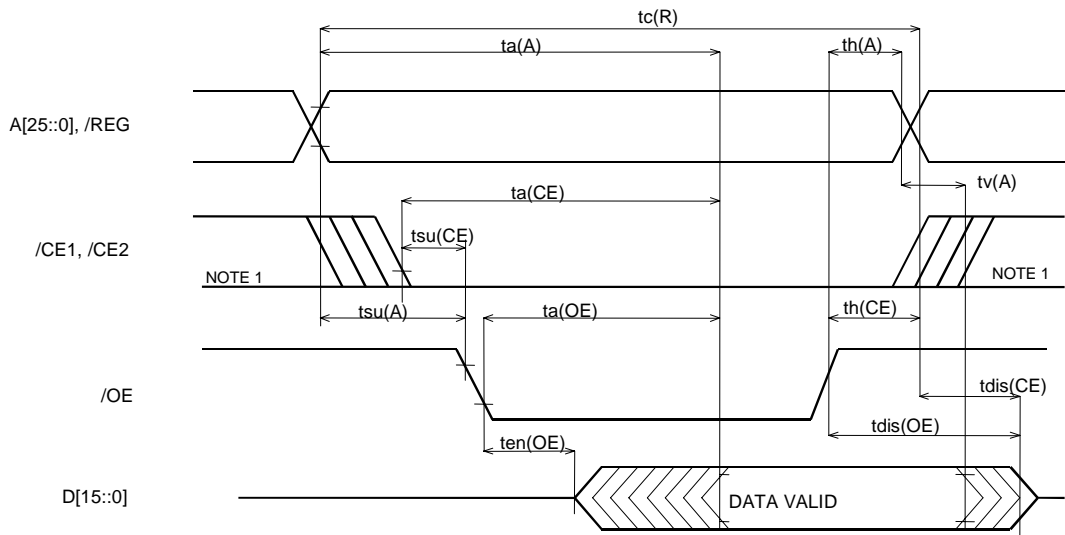 tc(R)
ta(A)
th(A)
A[25::0], /REG
tv(A)
ta(CE)
tsu(CE)
/CE1, /CE2
NOTE 1
NOTE 1
tsu(A)
ta(OE)
th(CE)
/OE
tdis(CE)
tdis(OE)
ten(OE)
D[15::0]
DATA VALID